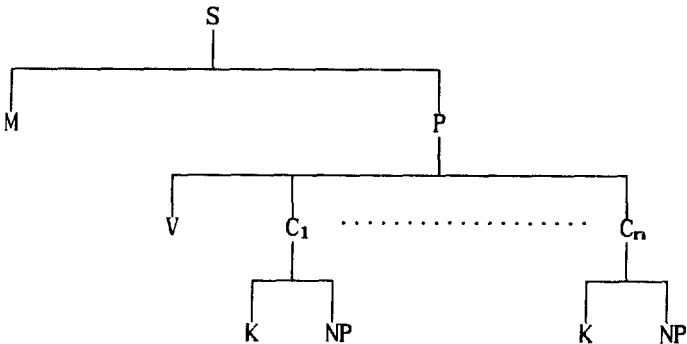 S
M P
V C₁ .................... Cₙ
K NP K NP